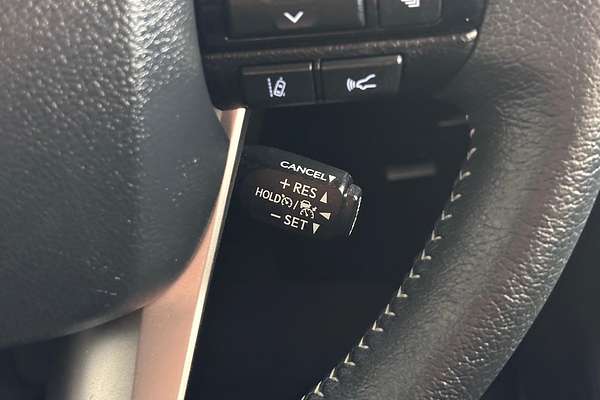 CANCEL▼
+ RES ▲
HOLD / ◀
− SET ▼